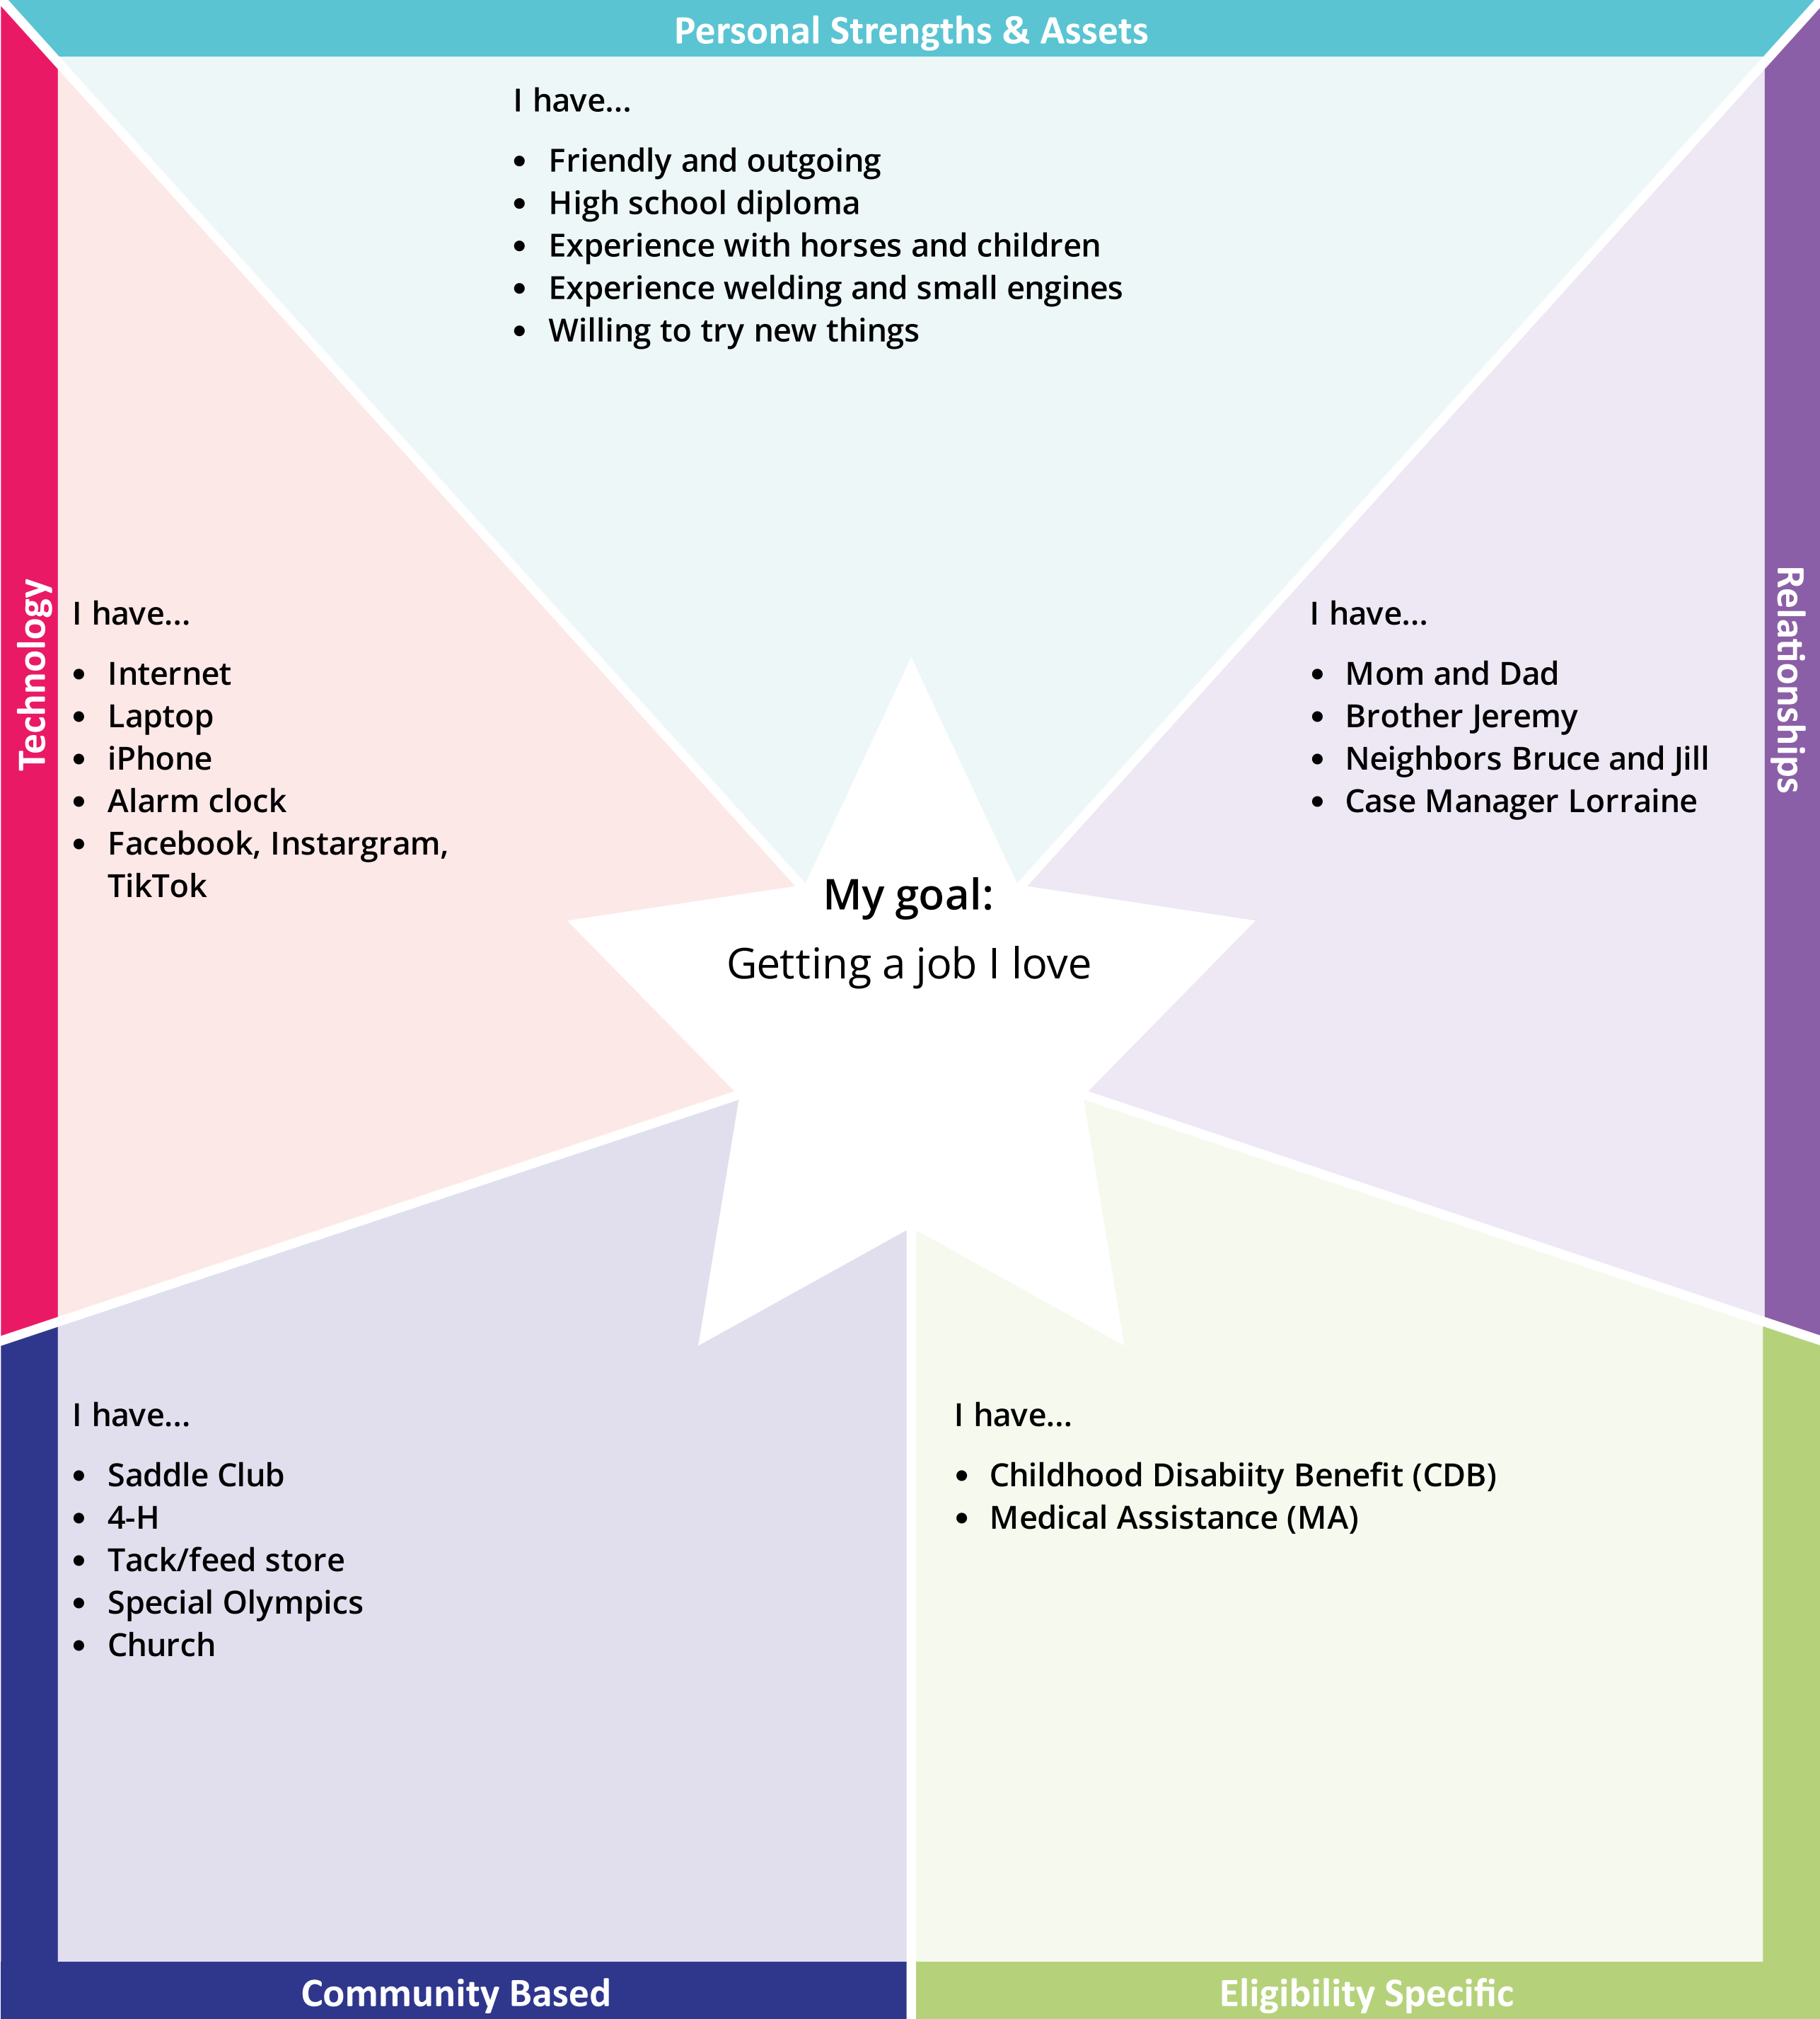 Personal Strengths & Assets
I have...
• Friendly and outgoing
• High school diploma
• Experience with horses and children
• Experience welding and small engines
• Willing to try new things
Technology
I have...
• Internet
• Laptop
• iPhone
• Alarm clock
• Facebook, Instargram,
TikTok
My goal:
Getting a job I love
Relationships
I have...
• Mom and Dad
• Brother Jeremy
• Neighbors Bruce and Jill
• Case Manager Lorraine
I have...
• Saddle Club
• 4-H
• Tack/feed store
• Special Olympics
• Church
Community Based
I have...
• Childhood Disabiity Benefit (CDB)
• Medical Assistance (MA)
Eligibility Specific